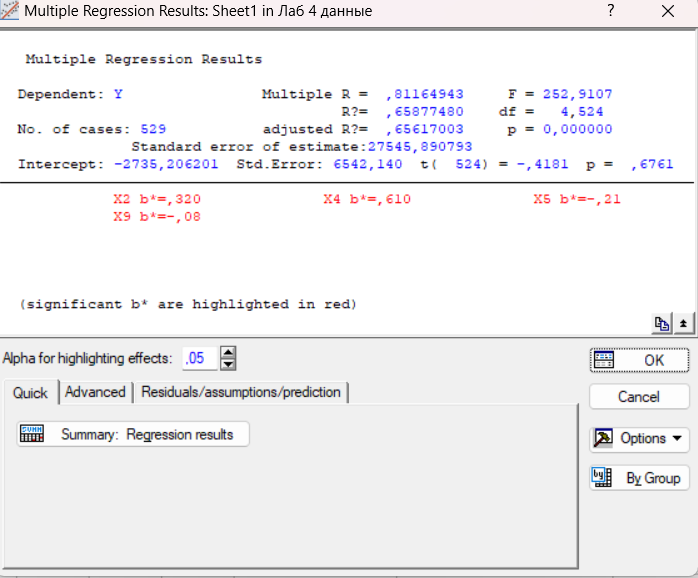 Multiple Regression Results: Sheet1 in Лаб 4 данные ? ×
Multiple Regression Results
Dependent: Y Multiple R = ,81164943 F = 252,9107
R?= ,65877480 df = 4,524
No. of cases: 529 adjusted R?= ,65617003 p = 0,000000
Standard error of estimate:27545,890793
Intercept: -2735,206201 Std.Error: 6542,140 t( 524) = -,4181 p = ,6761
X2 b*=,320 X4 b*=,610 X5 b*=-,21
X9 b*=-,08
(significant b* are highlighted in red)
Alpha for highlighting effects: ,05
OK
Quick Advanced Residuals/assumptions/prediction
Cancel
Summary: Regression results
Options
By Group